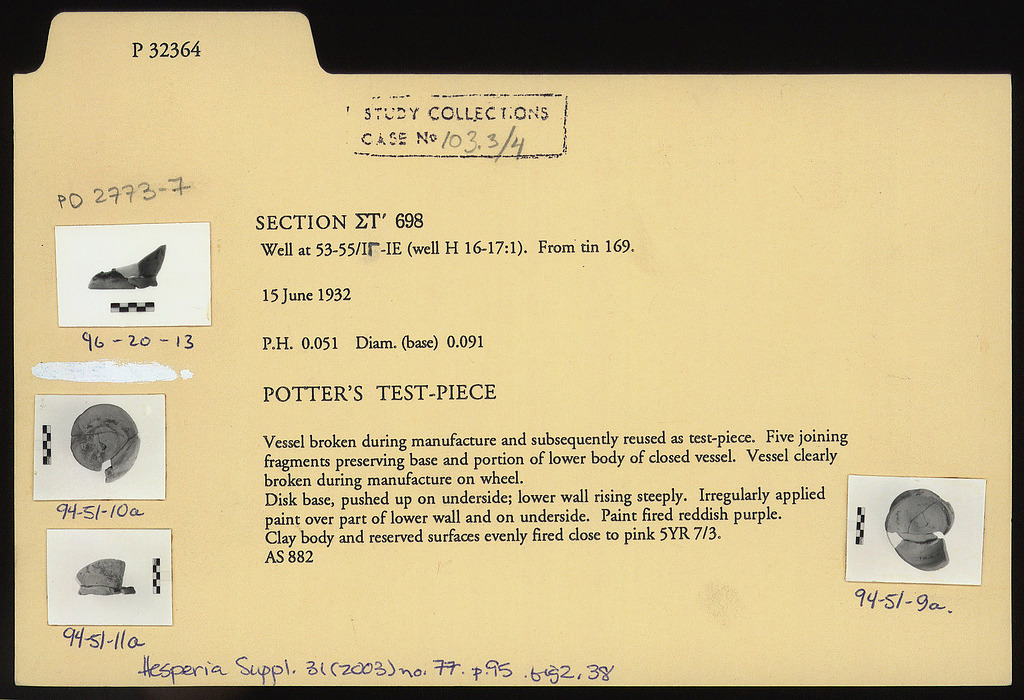 P 32364
STUDY COLLECTIONS
CASE Nº 103.3/4
PD 2773-7
SECTION ΣΤ' 698
Well at 53-55/ΙΓ-ΙΕ (well H 16-17:1). From tin 169.
15 June 1932
96-20-13
P.H. 0.051 Diam. (base) 0.091
POTTER'S TEST-PIECE
Vessel broken during manufacture and subsequently reused as test-piece. Five joining
fragments preserving base and portion of lower body of closed vessel. Vessel clearly
broken during manufacture on wheel.
Disk base, pushed up on underside; lower wall rising steeply. Irregularly applied
paint over part of lower wall and on underside. Paint fired reddish purple.
Clay body and reserved surfaces evenly fired close to pink 5YR 7/3.
AS 882
94-51-10a
94-51-9a.
94-51-11a
Hesperia Suppl. 31 (2003) no. 77. p.95 .fig 2, 38